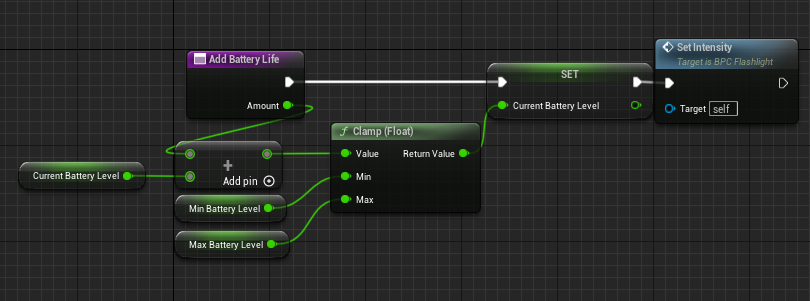 Add Battery Life
Amount
SET
Current Battery Level
Set Intensity
Target is BPC Flashlight
Target self
Current Battery Level
+
Add pin
Min Battery Level
Max Battery Level
f Clamp (Float)
Value Return Value
Min
Max